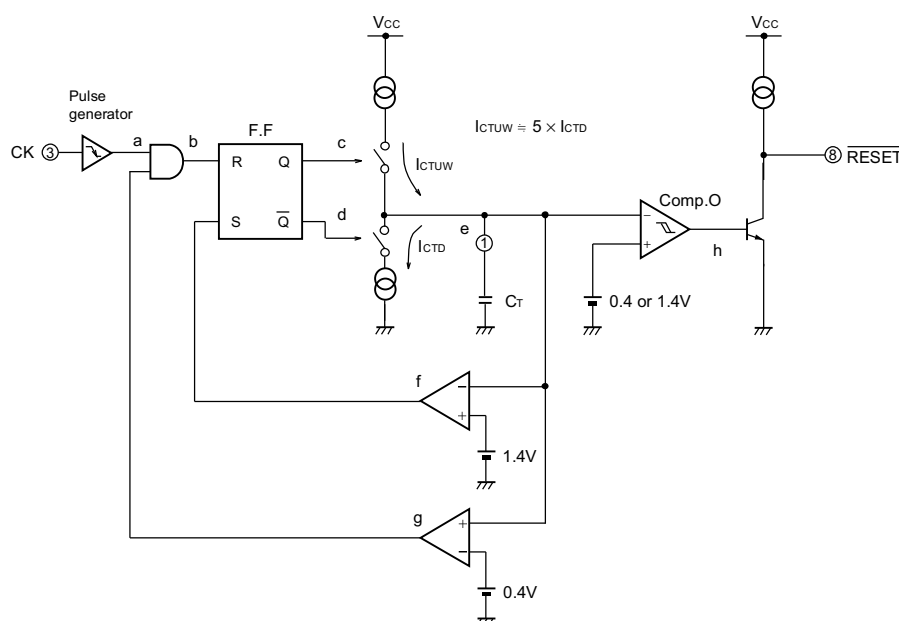 VCC
VCC
Pulse
generator
a
b
F.F
c
ICTUW ≒ 5 × ICTD
CK 3
R
Q
ICTUW
8 RESET
Comp.O
S
Q
d
e
−
+
h
1
ICTD
CT
0.4 or 1.4V
f
−
+
1.4V
g
+
−
0.4V